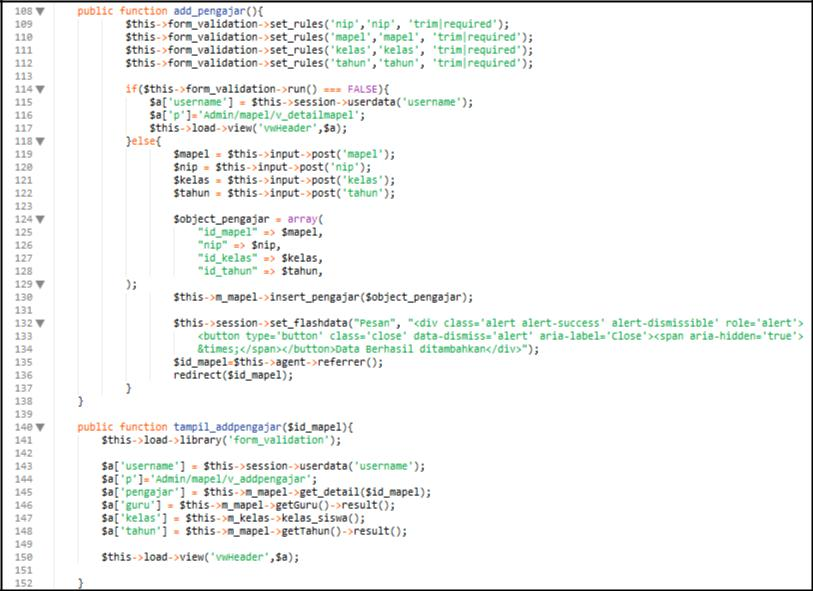 108 public function add_pengajar(){
109 $this->form_validation->set_rules('nip','nip', 'trim|required');
110 $this->form_validation->set_rules('mapel','mapel', 'trim|required');
111 $this->form_validation->set_rules('kelas','kelas', 'trim|required');
112 $this->form_validation->set_rules('tahun','tahun', 'trim|required');
113
114 if($this->form_validation->run() === FALSE){
115 $a['username'] = $this->session->userdata('username');
116 $a['p']='Admin/mapel/v_detailmapel';
117 $this->load->view('vwHeader',$a);
118 }else{
119 $mapel = $this->input->post('mapel');
120 $nip = $this->input->post('nip');
121 $kelas = $this->input->post('kelas');
122 $tahun = $this->input->post('tahun');
123
124 $object_pengajar = array(
125 "id_mapel" => $mapel,
126 "nip" => $nip,
127 "id_kelas" => $kelas,
128 "id_tahun" => $tahun,
129 );
130 $this->m_mapel->insert_pengajar($object_pengajar);
131
132 $this->session->set_flashdata("Pesan", "<div class='alert alert-success' alert-dismissible' role='alert'>
133 <button type='button' class='close' data-dismiss='alert' aria-label='Close'><span aria-hidden='true'>
134 &times;</span></button>Data Berhasil ditambahkan</div>");
135 $id_mapel=$this->agent->referrer();
136 redirect($id_mapel);
137 }
138 }
139
140 public function tampil_addpengajar($id_mapel){
141 $this->load->library('form_validation');
142
143 $a['username'] = $this->session->userdata('username');
144 $a['p']='Admin/mapel/v_addpengajar';
145 $a['pengajar'] = $this->m_mapel->get_detail($id_mapel);
146 $a['guru'] = $this->m_mapel->getGuru()->result();
147 $a['kelas'] = $this->m_kelas->kelas_siswa();
148 $a['tahun'] = $this->m_mapel->getTahun()->result();
149
150 $this->load->view('vwHeader',$a);
151
152 }